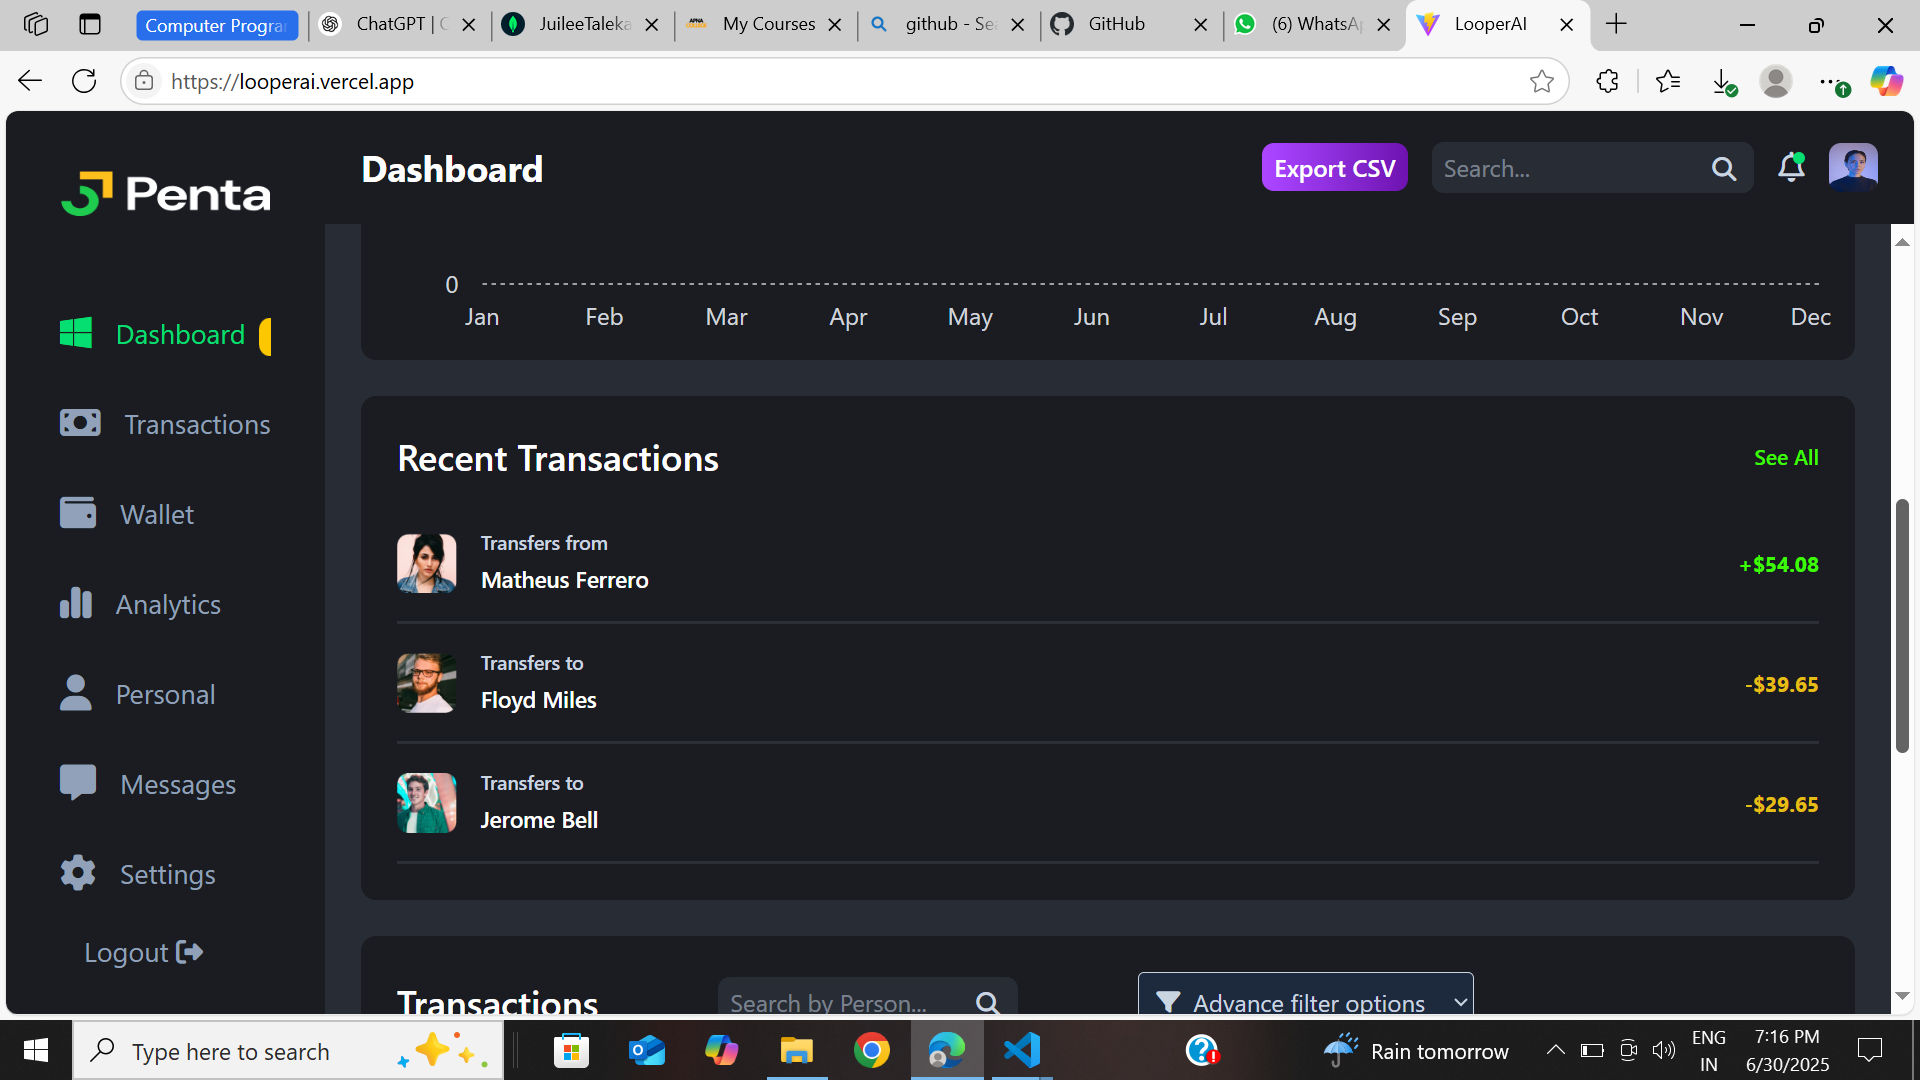 Computer Progra
ChatGPT | C
JuileeTaleka
APNA
My Courses
github - Sea
GitHub
(6) WhatsAp
LooperAI
https://looperai.vercel.app
Penta
Dashboard
Export CSV
Search...
Dashboard
Transactions
Wallet
Analytics
Personal
Messages
Settings
Logout
0
Jan Feb Mar Apr May Jun Jul Aug Sep Oct Nov Dec
Recent Transactions
See All
Transfers from
Matheus Ferrero
+$54.08
Transfers to
Floyd Miles
-$39.65
Transfers to
Jerome Bell
-$29.65
Transactions
Search by Person...
Advance filter options
Type here to search
Rain tomorrow
ENG
IN
7:16 PM
6/30/2025